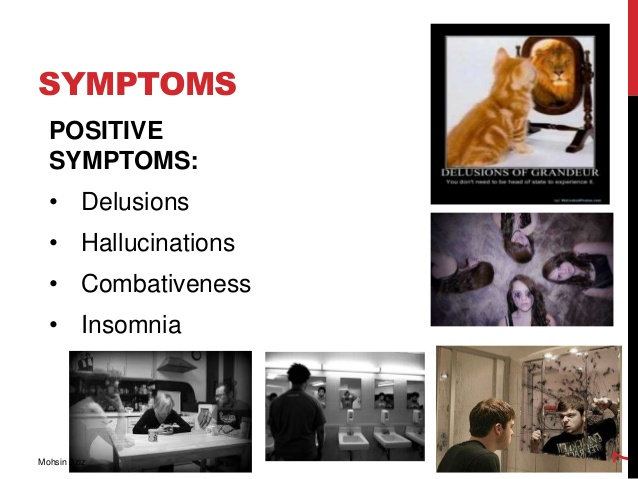 SYMPTOMS
POSITIVE
SYMPTOMS:
• Delusions
• Hallucinations
• Combativeness
• Insomnia
DELUSIONS OF GRANDEUR
You don't need to be head of state to experience it.
Mohsin